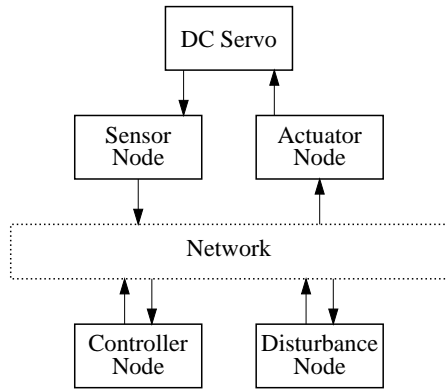 DC Servo
Sensor
Node
Actuator
Node
Network
Controller
Node
Disturbance
Node